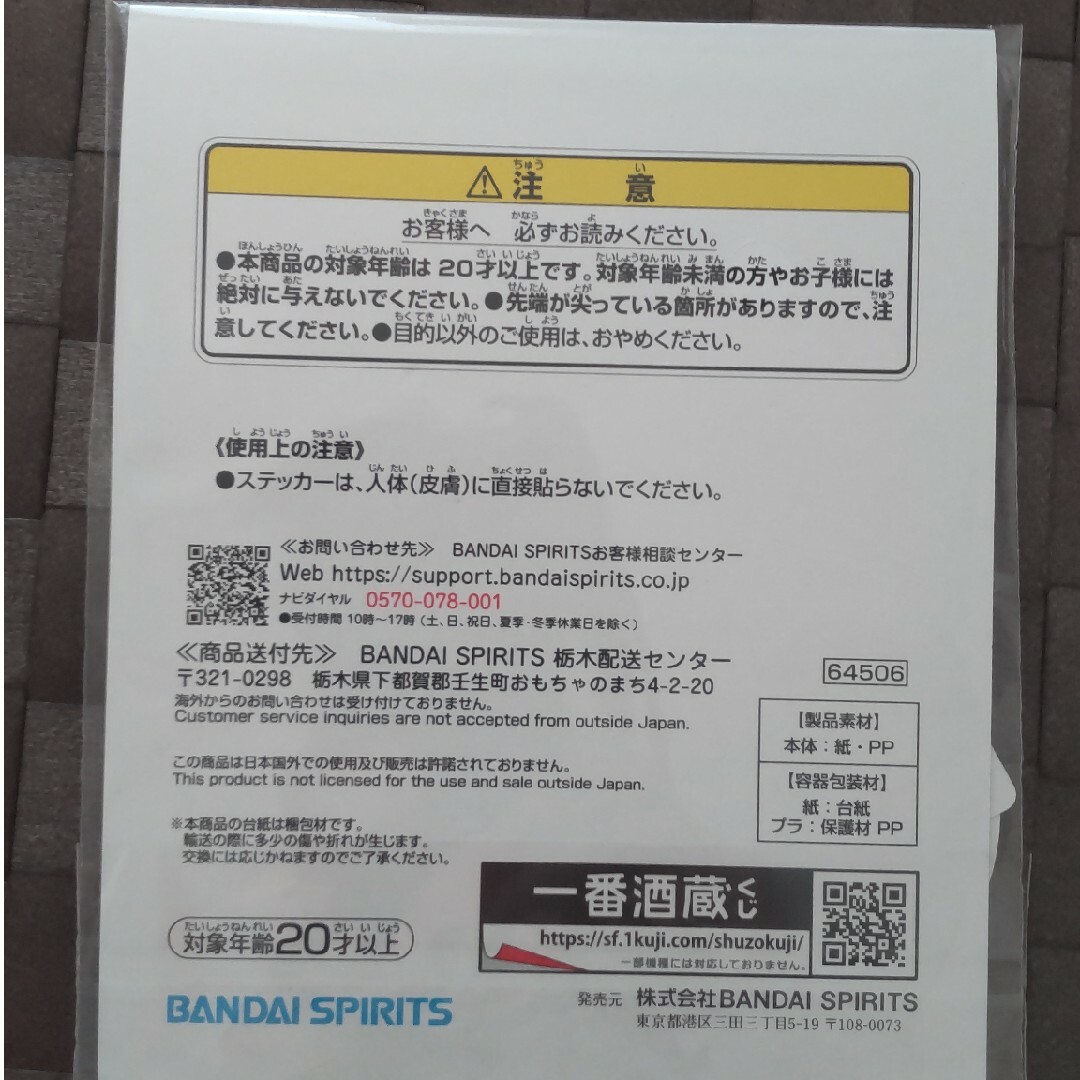 ⚠注意
お客様へ 必ずお読みください。
●本商品の対象年齢は20才以上です。対象年齢未満の方やお子様には
絶対に与えないでください。●先端が尖っている箇所がありますので、注
意してください。●目的以外のご使用は、おやめください。
《使用上の注意》
●ステッカーは、人体(皮膚)に直接貼らないでください。
≪お問い合わせ先≫ BANDAI SPIRITSお客様相談センター
Web https://support.bandaispirits.co.jp
ナビダイヤル 0570-078-001
●受付時間 10時～17時(土、日、祝日、夏季・冬季休業日を除く)
≪商品送付先≫ BANDAI SPIRITS 栃木配送センター
〒321-0298 栃木県下都賀郡壬生町おもちゃのまち4-2-20
海外からのお問い合わせは受け付けておりません。
Customer service inquiries are not accepted from outside Japan.
この商品は日本国外での使用及び販売は許諾されておりません。
This product is not licensed for the use and sale outside Japan.
64506
【製品素材】
本体：紙・PP
【容器包装材】
紙：台紙
プラ：保護材 PP
※本商品の台紙は梱包材です。
輸送の際に多少の傷や折れが生じます。
交換には応じかねますのでご了承ください。
一番酒蔵くじ
https://sf.1kuji.com/shuzokuji/
一部機種には対応しておりません。
対象年齢20才以上
BANDAI SPIRITS
発売元 株式会社BANDAI SPIRITS
東京都港区三田三丁目5-19 〒108-0073